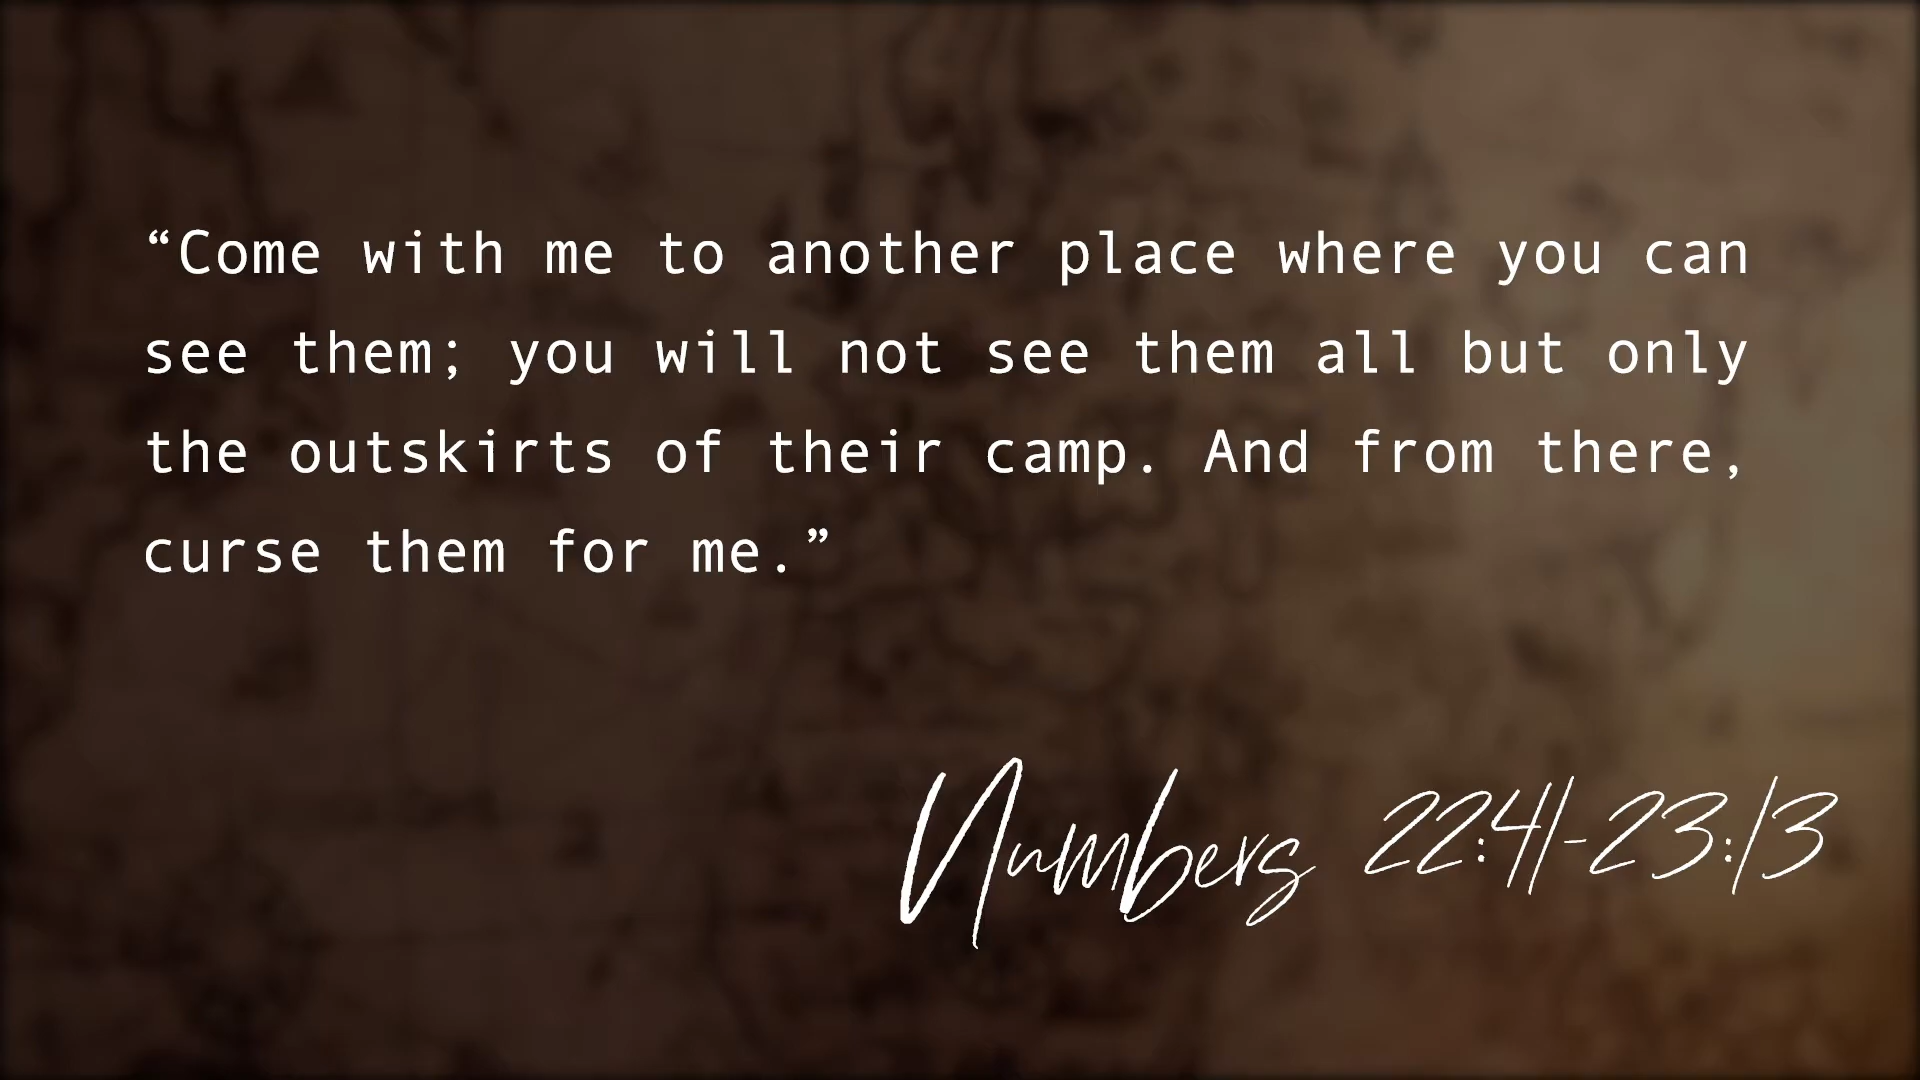 “Come with me to another place where you can
see them; you will not see them all but only
the outskirts of their camp. And from there,
curse them for me.”
Numbers 22:41-23:13